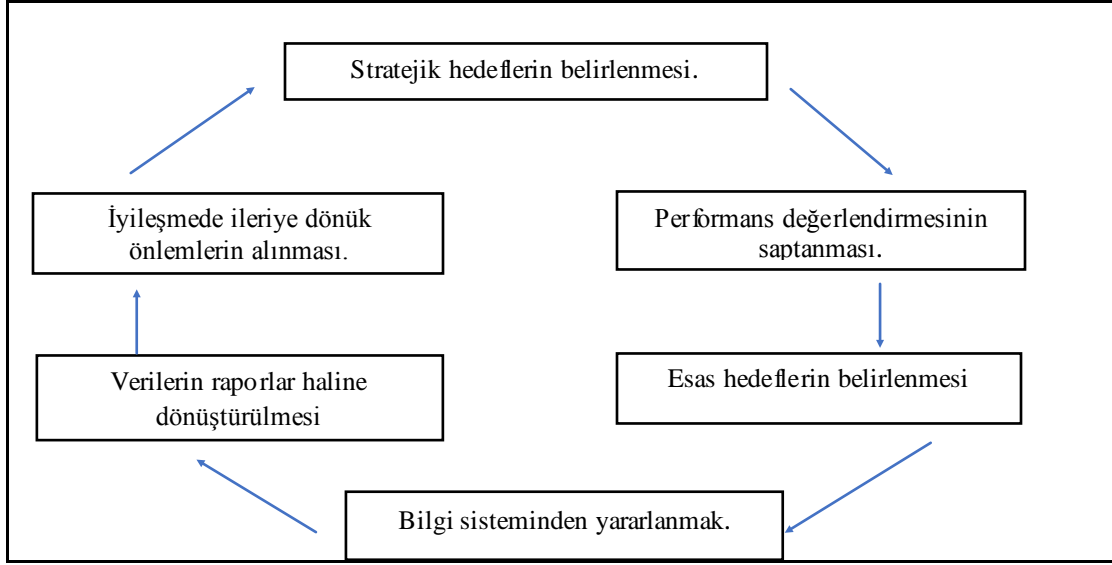 Stratejik hedeflerin belirlenmesi.
Performans değerlendirmesinin
saptanması.
Esas hedeflerin belirlenmesi
Bilgi sisteminden yararlanmak.
Verilerin raporlar haline
dönüştürülmesi
İyileşmede ileriye dönük
önlemlerin alınması.